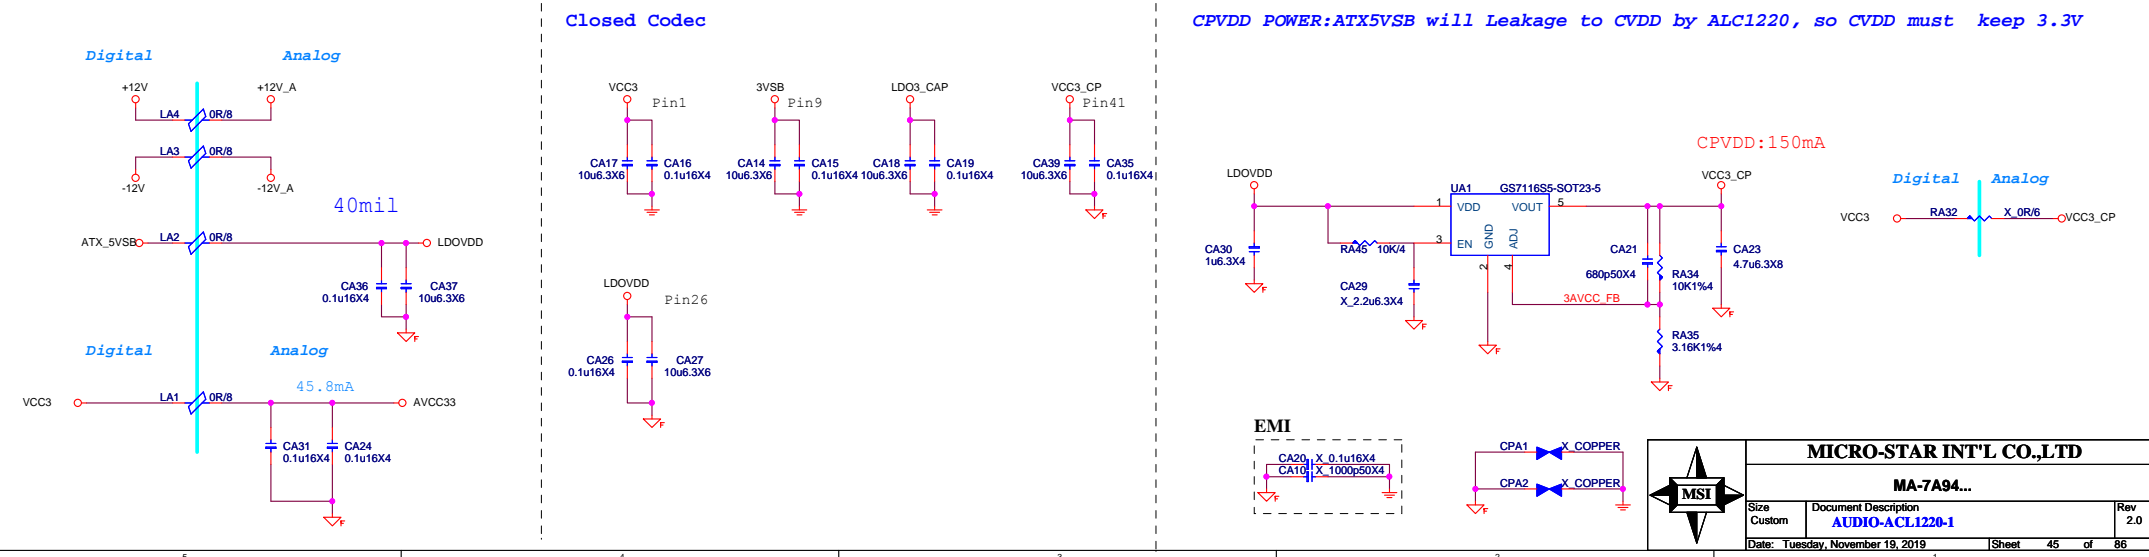 Closed Codec
CPVDD POWER:ATX5VSB will Leakage to CVDD by ALC1220, so CVDD must keep 3.3V
Digital
Analog
+12V
+12V_A
LA4
0R/8
LA3
0R/8
-12V
-12V_A
40mil
ATX_5VSB
LA2
0R/8
LDOVDD
CA36
0.1u16X4
CA37
10u6.3X6
Digital
Analog
45.8mA
VCC3
LA1
0R/8
AVCC33
CA31
0.1u16X4
CA24
0.1u16X4
F
F
VCC3
Pin1
CA17
10u6.3X6
CA16
0.1u16X4
3VSB
Pin9
CA14
10u6.3X6
CA15
0.1u16X4
LDO3_CAP
CA18
10u6.3X6
CA19
0.1u16X4
VCC3_CP
Pin41
CA39
10u6.3X6
CA35
0.1u16X4
F
LDOVDD
Pin26
CA26
0.1u16X4
CA27
10u6.3X6
F
CPVDD:150mA
LDOVDD
CA30
1u6.3X4
F
RA45 10K/4
CA29
X_2.2u6.3X4
F
UA1
GS7116S5-SOT23-5
1
VDD
VOUT
5
3
EN
GND
ADJ
2
4
F
3AVCC_FB
VCC3_CP
CA21
680p50X4
RA34
10K1%4
RA35
3.16K1%4
F
CA23
4.7u6.3X8
F
Digital
Analog
VCC3
RA32
X_0R/6
VCC3_CP
EMI
CA20 X_0.1u16X4
CA10 X_1000p50X4
F
CPA1
X_COPPER
CPA2
X_COPPER
F
MSI
MICRO-STAR INT'L CO.,LTD
MA-7A94...
Size
Custom
Document Description
AUDIO-ACL1220-1
Rev
2.0
Date: Tuesday, November 19, 2019
Sheet 45 of 86